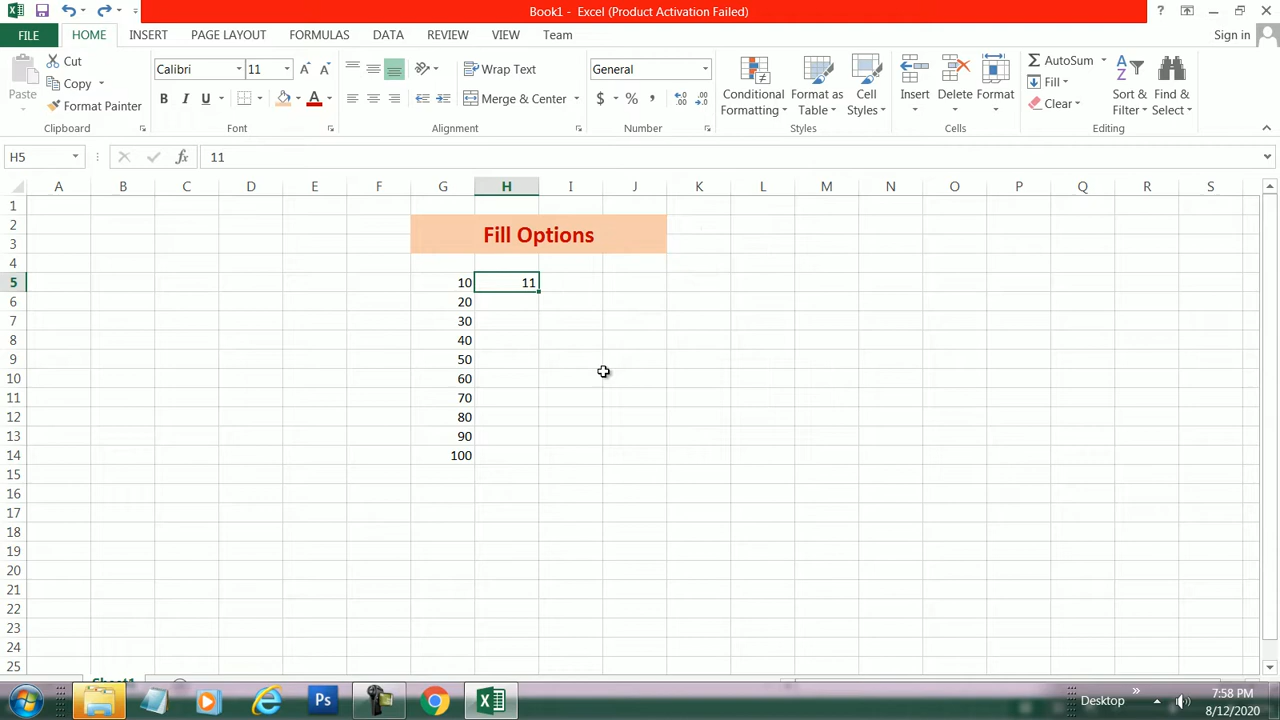 Book1 - Excel (Product Activation Failed)
FILE HOME INSERT PAGE LAYOUT FORMULAS DATA REVIEW VIEW Team Sign in
Paste Cut Copy Format Painter
Calibri 11
B I U A
Wrap Text
Merge & Center
General
$ % ,
Conditional Formatting Format as Table Cell Styles
Insert Delete Format
AutoSum
Fill
Clear
Sort & Filter Find & Select
Clipboard Font Alignment Number Styles Cells Editing
H5 fx 11
A B C D E F G H I J K L M N O P Q R S
1
2
Fill Options
3
4
5 10 11
6 20
7 30
8 40
9 50
10 60
11 70
12 80
13 90
14 100
15
16
17
18
19
20
21
22
23
24
25
Sheet1
Ps
Desktop
7:58 PM
8/12/2020